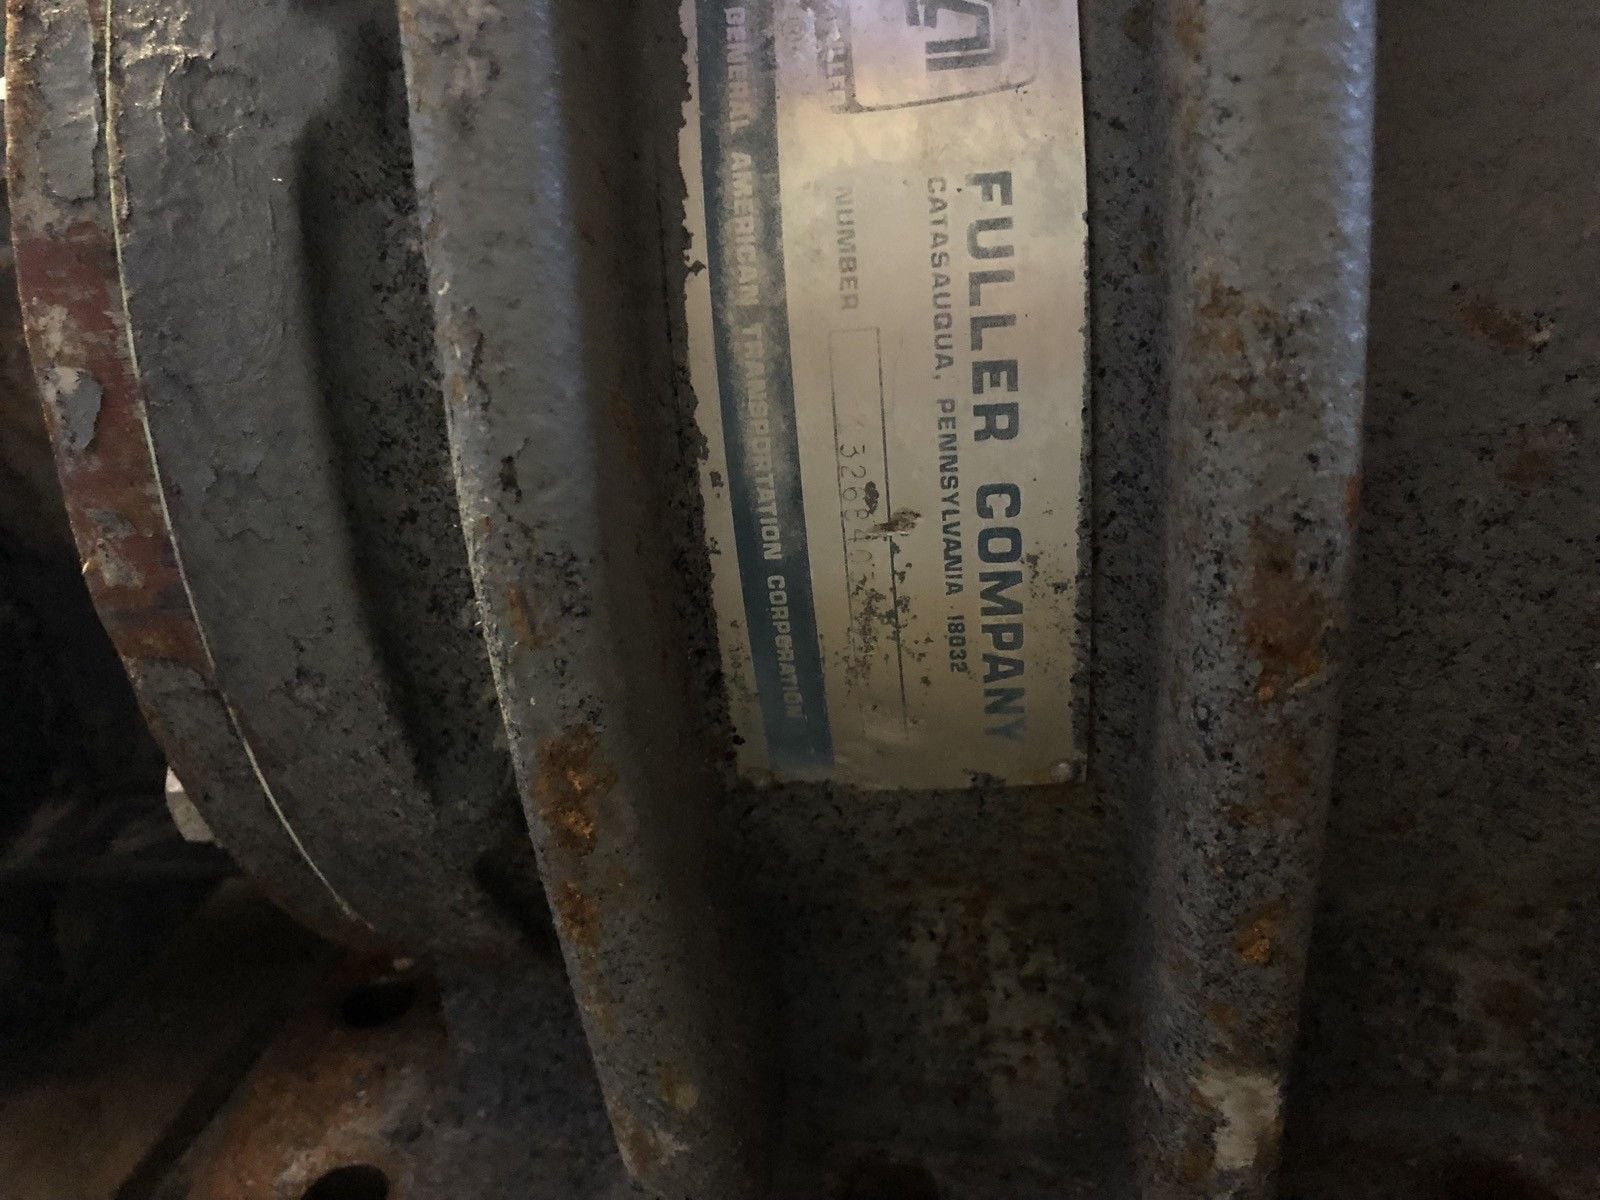 FULLER COMPANY
CATASAUQUA, PENNSYLVANIA 18032
NUMBER
GENERAL AMERICAN TRANSPORTATION CORPORATION